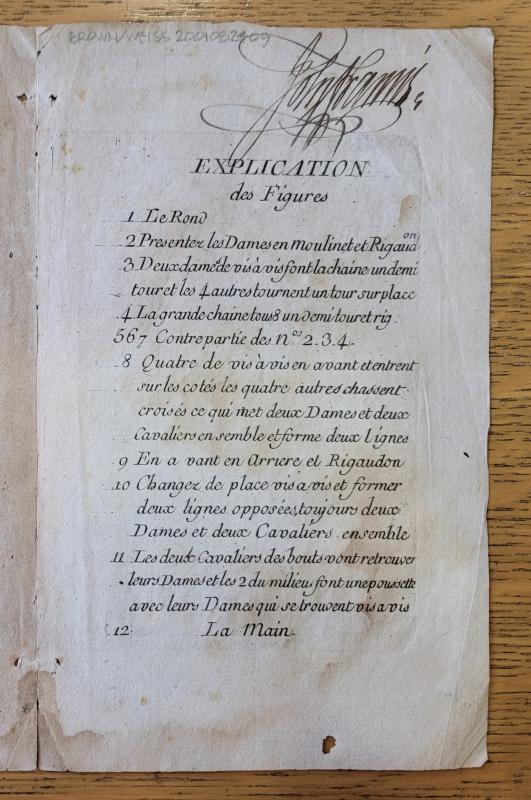 BROWN/WEISS 2001082909
EXPLICATION
des Figures
1 Le Rond
2 Presentez les Dames en moulinet et Rigaudon
3 Deux dames de vis à vis font la chaine un demi
tour et les 4 autres tournent un tour sur place
4 La grande chaine tous 8 un demi tour et rig.
5 6 7 Contre partie des nos 2. 3. 4.
8 Quatre de vis à vis en avant et entrent
sur les cotés les quatre autres chassent
croisés ce qui met deux Dames et deux
Cavaliers en semble et forme deux lignes
9 En a vant en Arriere et Rigaudon
10 Changez de place vis a vis et former
deux lignes opposées, toujours deux
Dames et deux Cavaliers ensemble
11 Les deux Cavaliers des bouts vont retrouver
leurs Dames et les 2 du milieu font une poussette
avec leurs Dames qui se trouvent vis a vis
12 La Main.